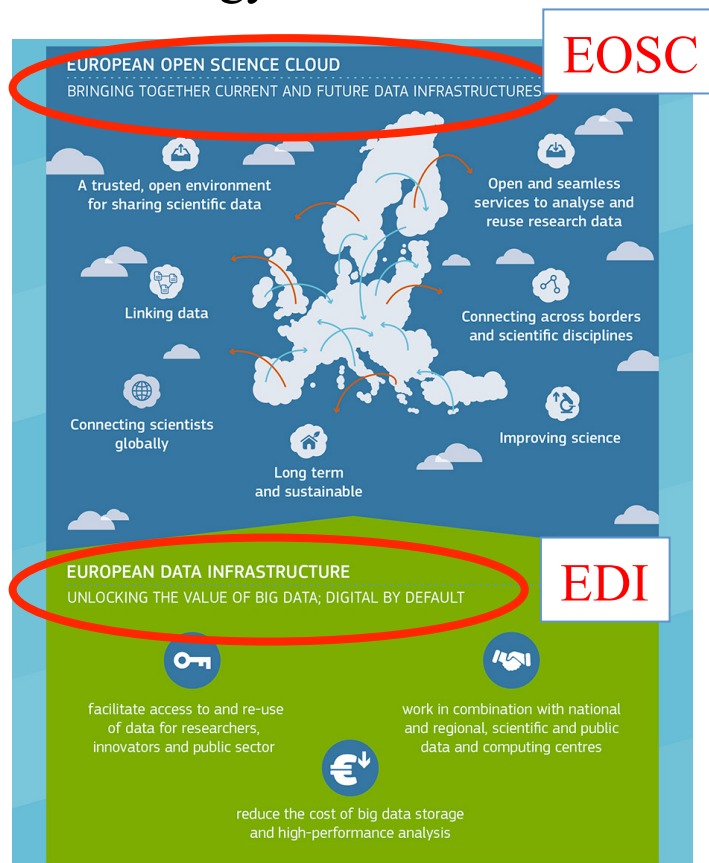 EOSC
EUROPEAN OPEN SCIENCE CLOUD
BRINGING TOGETHER CURRENT AND FUTURE DATA INFRASTRUCTURES
A trusted, open environment
for sharing scientific data
Open and seamless
services to analyse and
reuse research data
Linking data
Connecting across borders
and scientific disciplines
Connecting scientists
globally
Improving science
Long term
and sustainable
EDI
EUROPEAN DATA INFRASTRUCTURE
UNLOCKING THE VALUE OF BIG DATA; DIGITAL BY DEFAULT
facilitate access to and re-use
of data for researchers,
innovators and public sector
work in combination with national
and regional, scientific and public
data and computing centres
€
reduce the cost of big data storage
and high-performance analysis